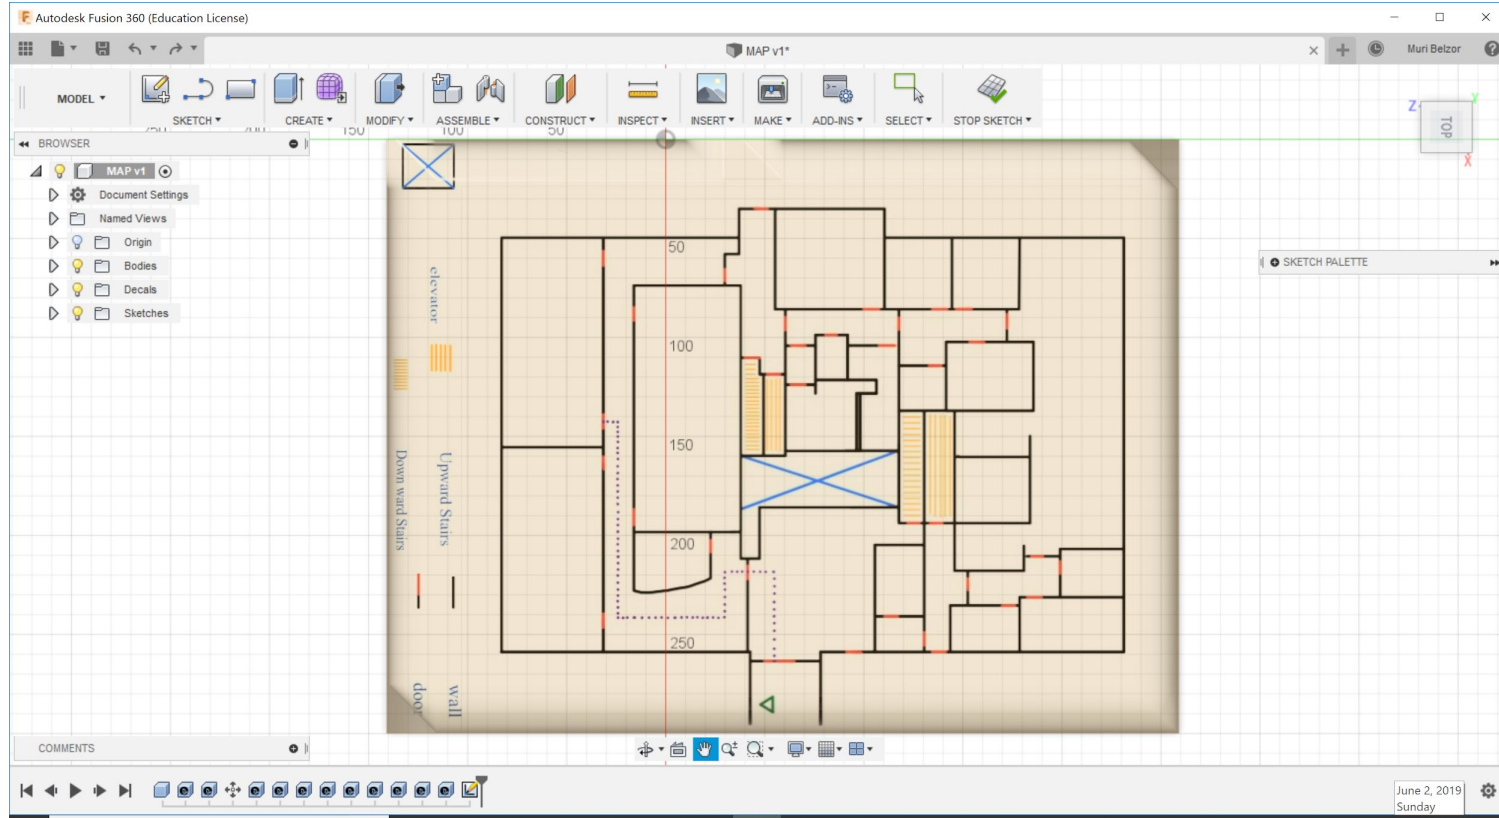 Autodesk Fusion 360 (Education License)
MAP v1*
Muri Belzor
MODEL
SKETCH
CREATE
MODIFY
ASSEMBLE
CONSTRUCT
INSPECT
INSERT
MAKE
ADD-INS
SELECT
STOP SKETCH
Z
Y
TOP
X
250
200
150
100
50
BROWSER
MAP v1
Document Settings
Named Views
Origin
Bodies
Decals
Sketches
SKETCH PALETTE
50
100
150
200
250
elevator
Upward Stairs
Down ward Stairs
wall
door
COMMENTS
June 2, 2019
Sunday